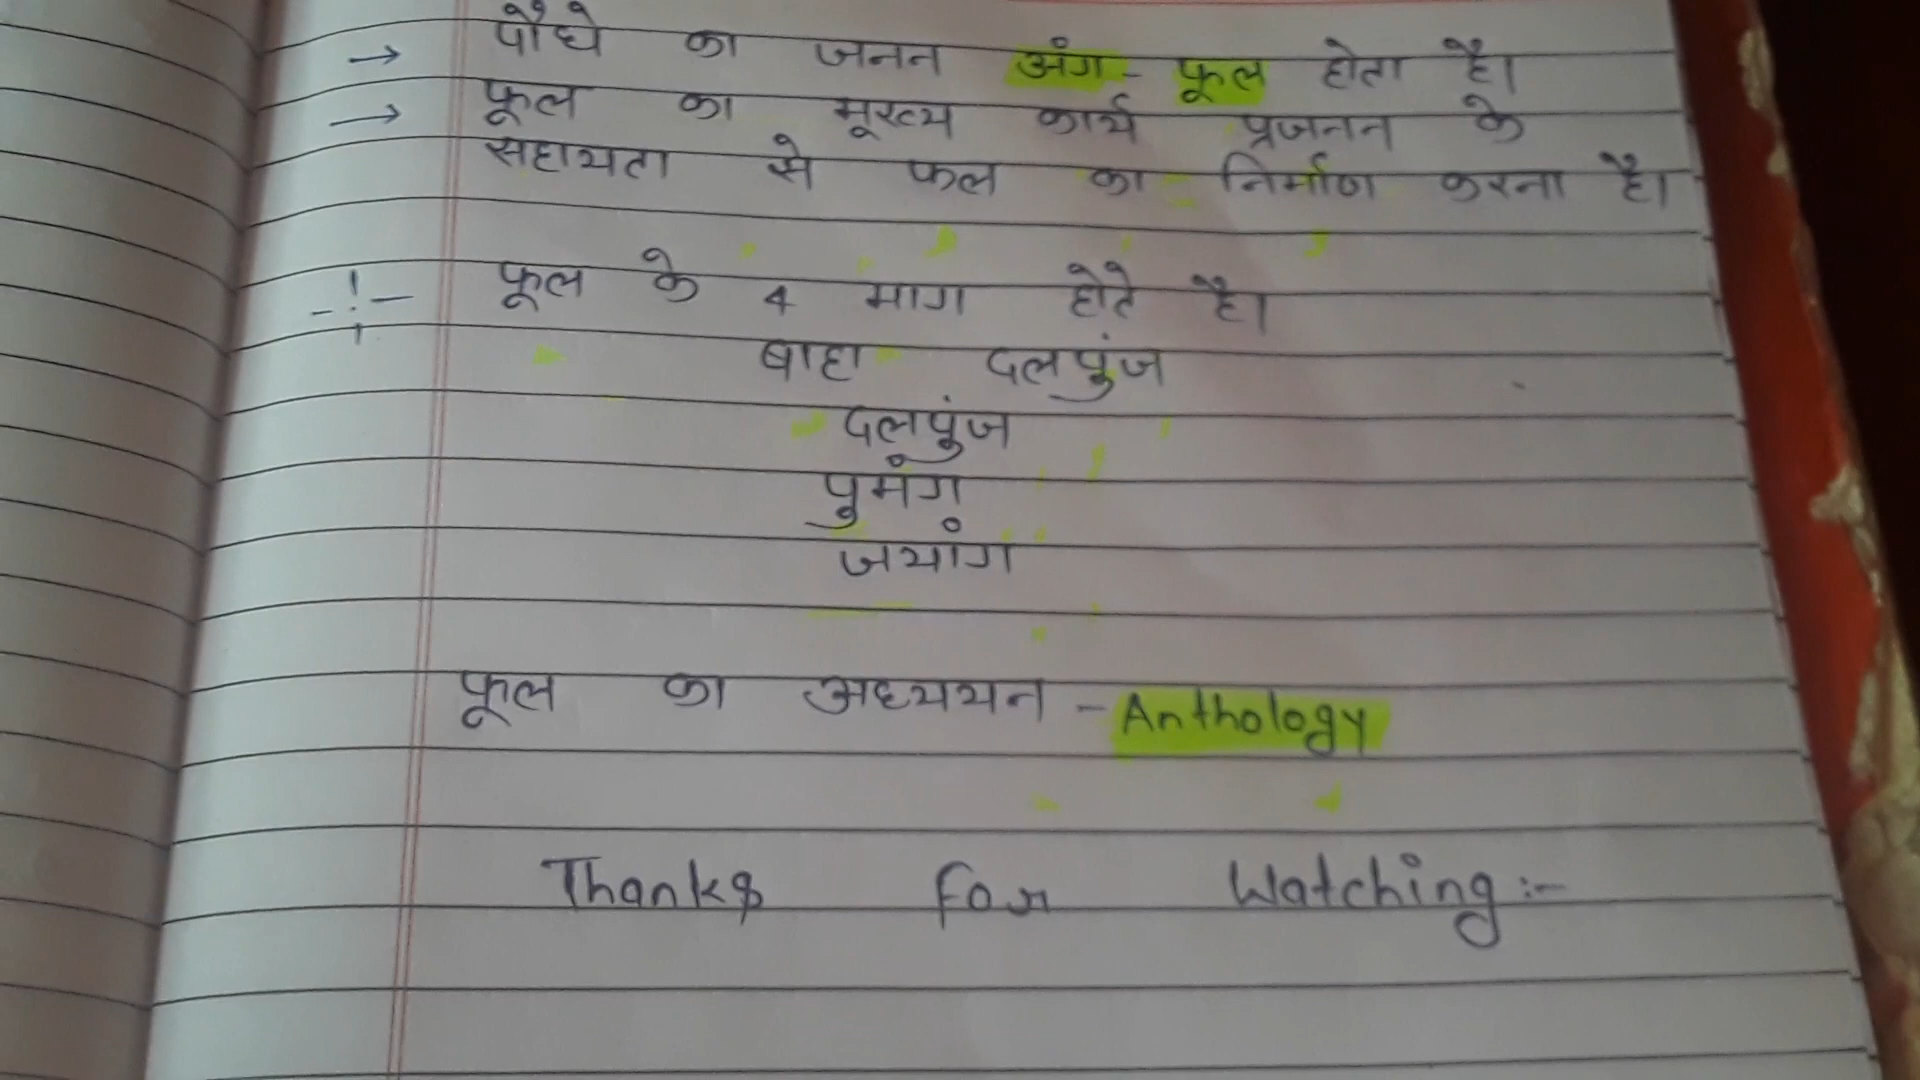 → पौधे का जनन अंग - फूल होता है।
→ फूल का मूख्य कार्य प्रजनन के
सहायता से फल का निर्माण करना है।
-!- फूल के 4 भाग होते है।
बाहा दलपुंज
दलपुंज
पुमंग
जयांग
फूल का अध्ययन - Anthology
Thanks for Watching :-